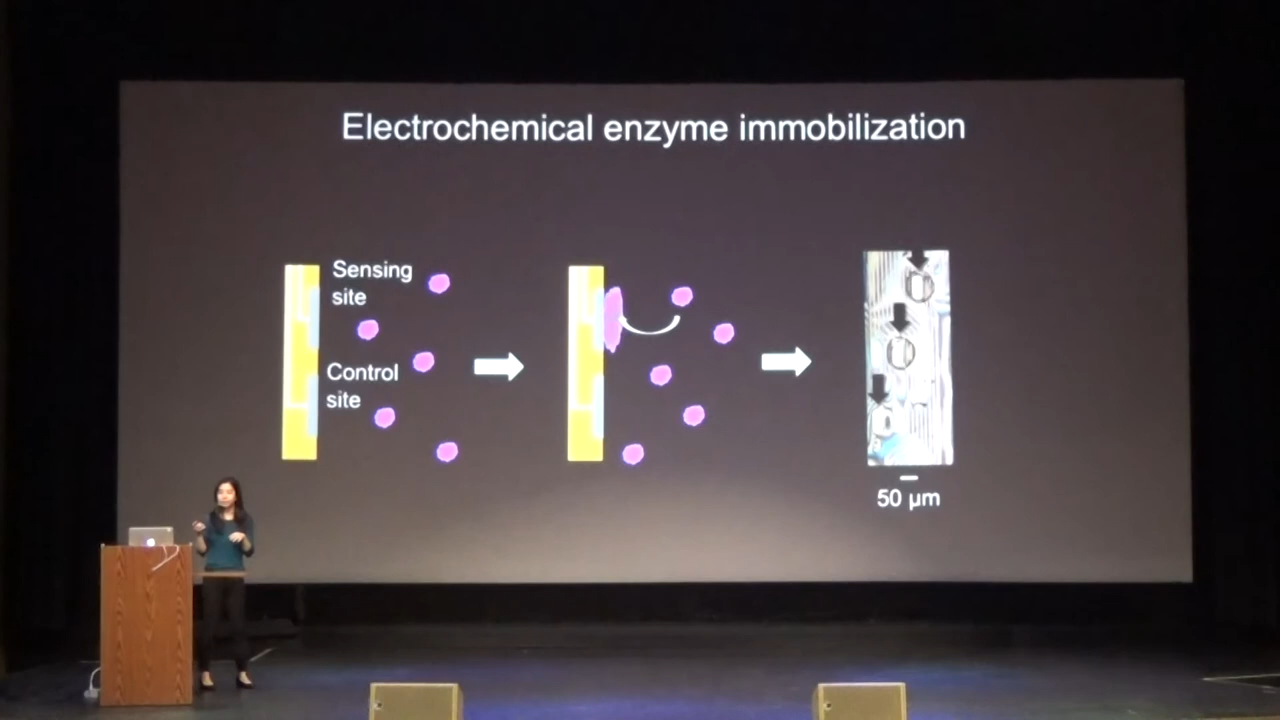 Electrochemical enzyme immobilization
Sensing
site
Control
site
50 µm